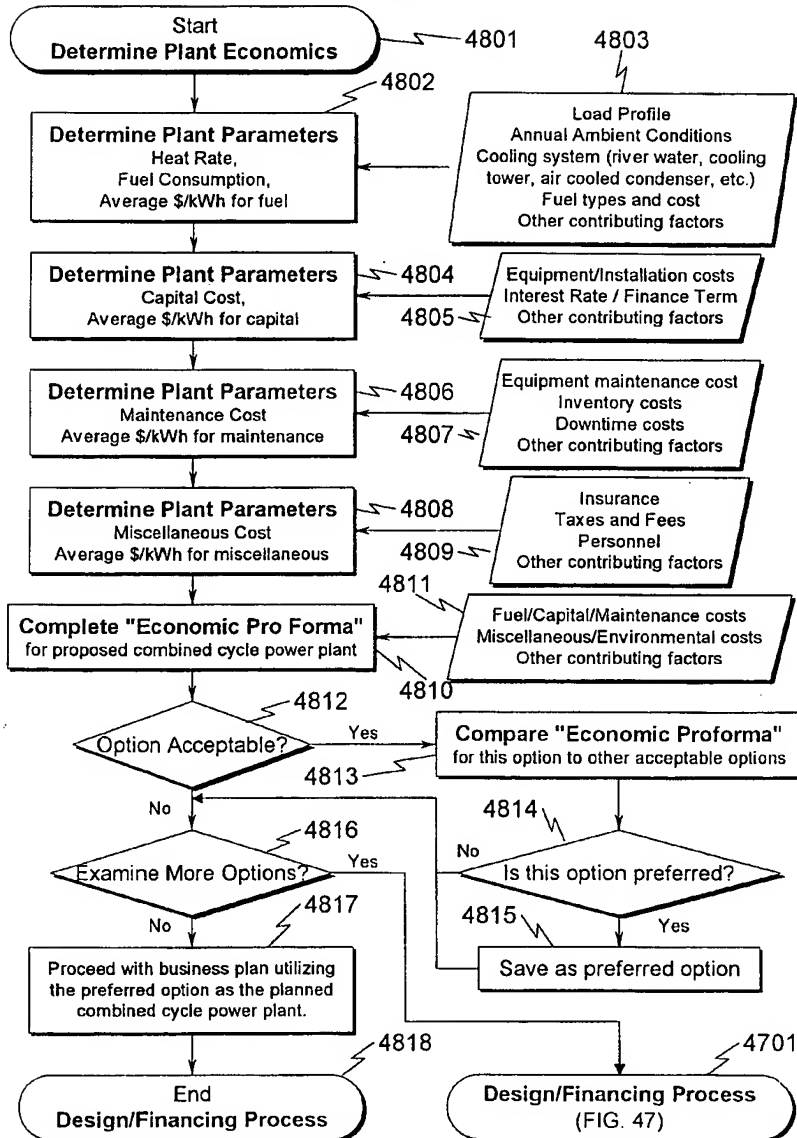 Start
Determine Plant Economics
4801
4802
4803
Determine Plant Parameters
Heat Rate,
Fuel Consumption,
Average $/kWh for fuel
Load Profile
Annual Ambient Conditions
Cooling system (river water, cooling
tower, air cooled condenser, etc.)
Fuel types and cost
Other contributing factors
Determine Plant Parameters
Capital Cost,
Average $/kWh for capital
4804
4805
Equipment/Installation costs
Interest Rate / Finance Term
Other contributing factors
Determine Plant Parameters
Maintenance Cost
Average $/kWh for maintenance
4806
4807
Equipment maintenance cost
Inventory costs
Downtime costs
Other contributing factors
Determine Plant Parameters
Miscellaneous Cost
Average $/kWh for miscellaneous
4808
4809
Insurance
Taxes and Fees
Personnel
Other contributing factors
4811
Complete "Economic Pro Forma"
for proposed combined cycle power plant
4810
Fuel/Capital/Maintenance costs
Miscellaneous/Environmental costs
Other contributing factors
4812
Option Acceptable?
Yes
No
4813
Compare "Economic Proforma"
for this option to other acceptable options
4814
Is this option preferred?
No
Yes
4815
Save as preferred option
4816
Examine More Options?
Yes
No
4817
Proceed with business plan utilizing
the preferred option as the planned
combined cycle power plant.
4818
End
Design/Financing Process
4701
Design/Financing Process
(FIG. 47)